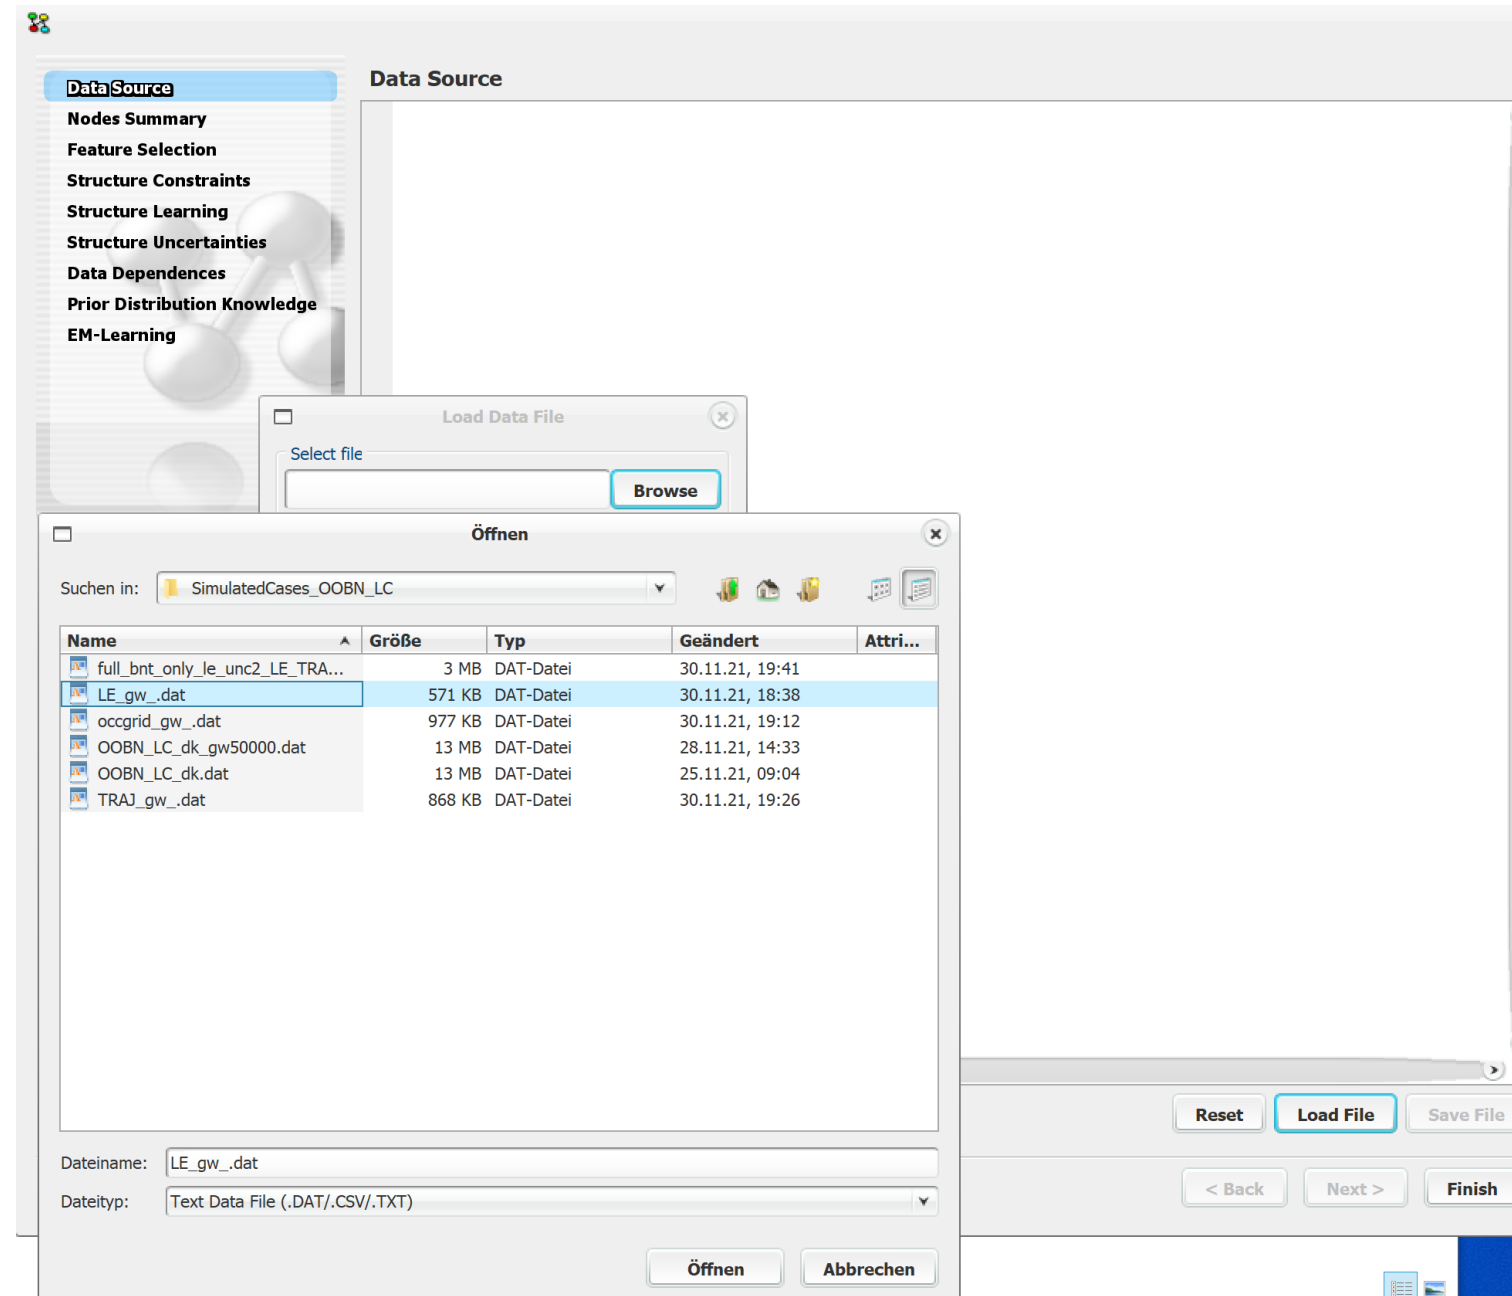 Data Source
Data Source
Nodes Summary
Feature Selection
Structure Constraints
Structure Learning
Structure Uncertainties
Data Dependences
Prior Distribution Knowledge
EM-Learning
Load Data File
Select file
Browse
Öffnen
Suchen in: SimulatedCases_OOBN_LC
Name Größe Typ Geändert Attri...
full_bnt_only_le_unc2_LE_TRA... 3 MB DAT-Datei 30.11.21, 19:41
LE_gw_.dat 571 KB DAT-Datei 30.11.21, 18:38
occgrid_gw_.dat 977 KB DAT-Datei 30.11.21, 19:12
OOBN_LC_dk_gw50000.dat 13 MB DAT-Datei 28.11.21, 14:33
OOBN_LC_dk.dat 13 MB DAT-Datei 25.11.21, 09:04
TRAJ_gw_.dat 868 KB DAT-Datei 30.11.21, 19:26
Reset Load File Save File
Dateiname: LE_gw_.dat
< Back Next > Finish
Dateityp: Text Data File (.DAT/.CSV/.TXT)
Öffnen Abbrechen